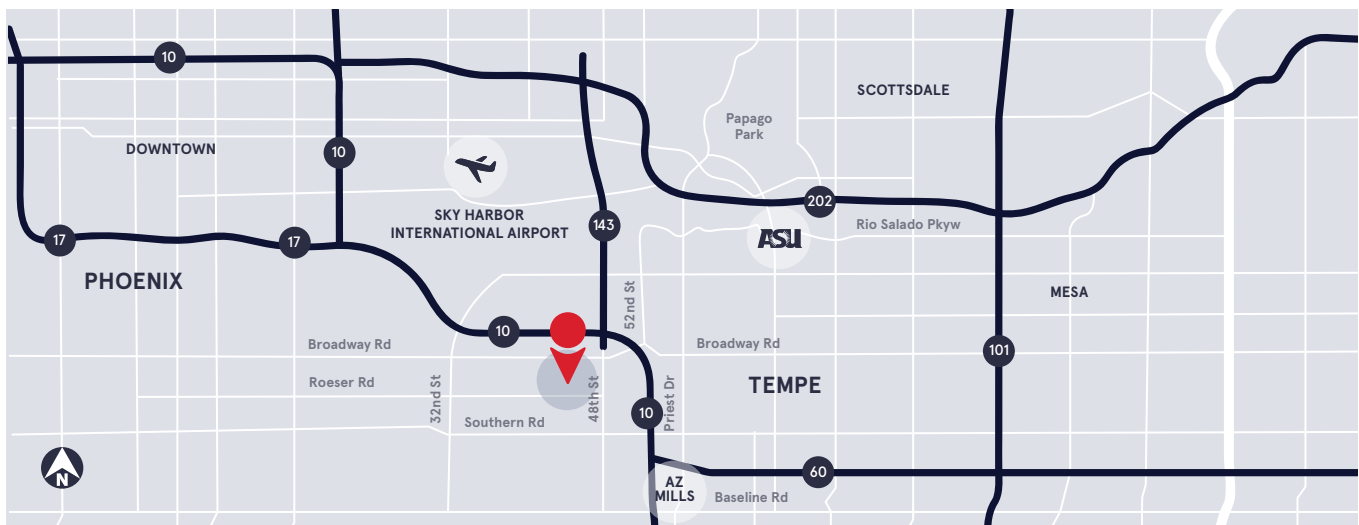 10
SCOTTSDALE
Papago
Park
DOWNTOWN
10
202
SKY HARBOR
INTERNATIONAL AIRPORT
143
Rio Salado Pkyw
ASU
17
17
PHOENIX
52nd St
MESA
10
Broadway Rd
Broadway Rd
101
Roeser Rd
TEMPE
32nd St
48th St
Priest Dr
10
Southern Rd
N
60
AZ
MILLS
Baseline Rd